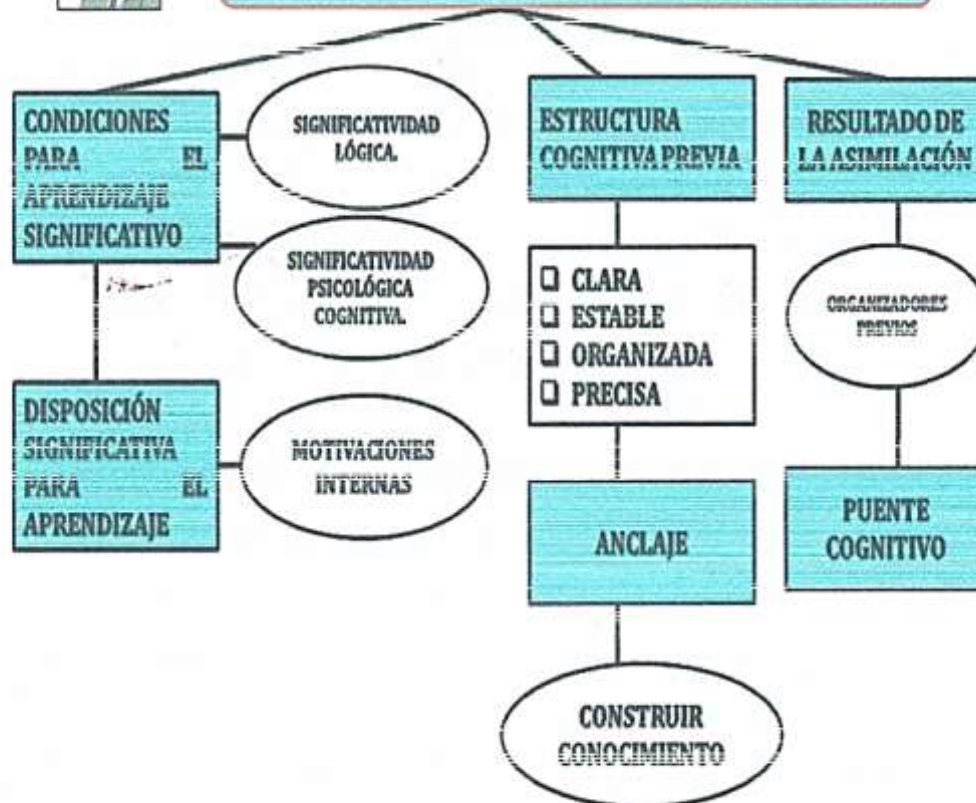 CONDICIONES
PARA EL
APRENDIZAJE
SIGNIFICATIVO
SIGNIFICATIVIDAD
LÓGICA.
SIGNIFICATIVIDAD
PSICOLÓGICA
COGNITIVA.
DISPOSICIÓN
SIGNIFICATIVA
PARA EL
APRENDIZAJE
MOTIVACIONES
INTERNAS
ESTRUCTURA
COGNITIVA PREVIA
❑ CLARA
❑ ESTABLE
❑ ORGANIZADA
❑ PRECISA
ANCLAJE
CONSTRUIR
CONOCIMIENTO
RESULTADO DE
LA ASIMILACIÓN
ORGANIZADORES
PREVIOS
PUENTE
COGNITIVO